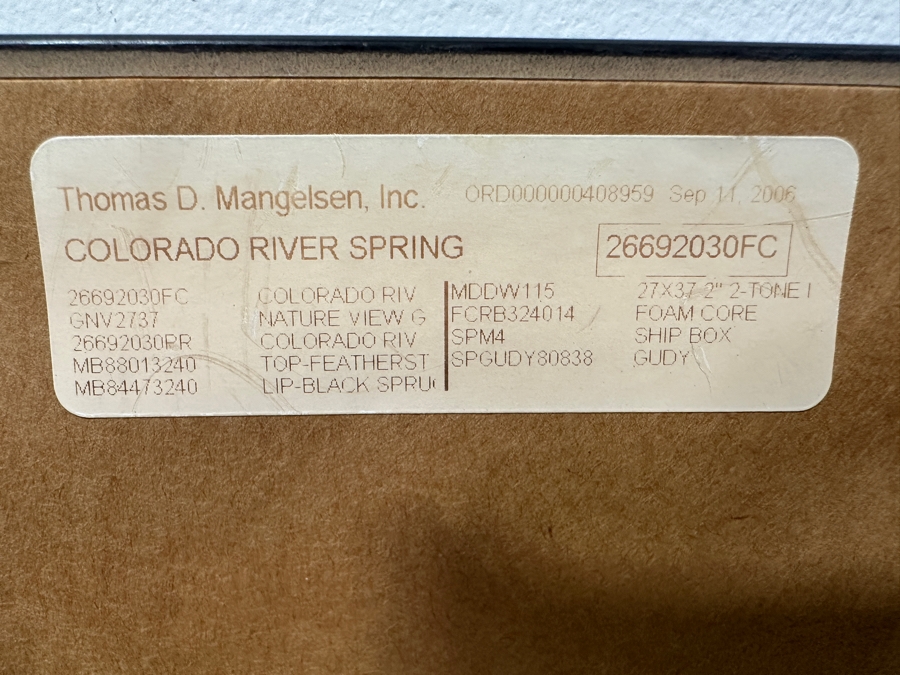 Thomas D. Mangelsen, Inc. ORD000000408959 Sep 11, 2006
COLORADO RIVER SPRING 26692030FC
26692030FC COLORADO RIV MDDW115 27X37 2" 2-TONE I
GNV2737 NATURE VIEW G FCRB324014 FOAM CORE
26692030PR COLORADO RIV SPM4 SHIP BOX
MB88013240 TOP-FEATHERST SPGUDY80838 GUDY
MB84473240 LIP-BLACK SPRU